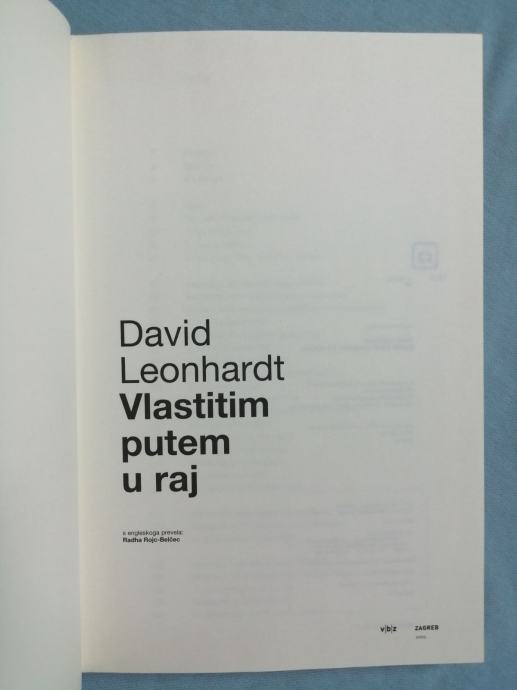 David
Leonhardt
Vlastitim
putem
u raj
s engleskoga prevela:
Radha Rojc-Belčec
v|b|z ZAGREB